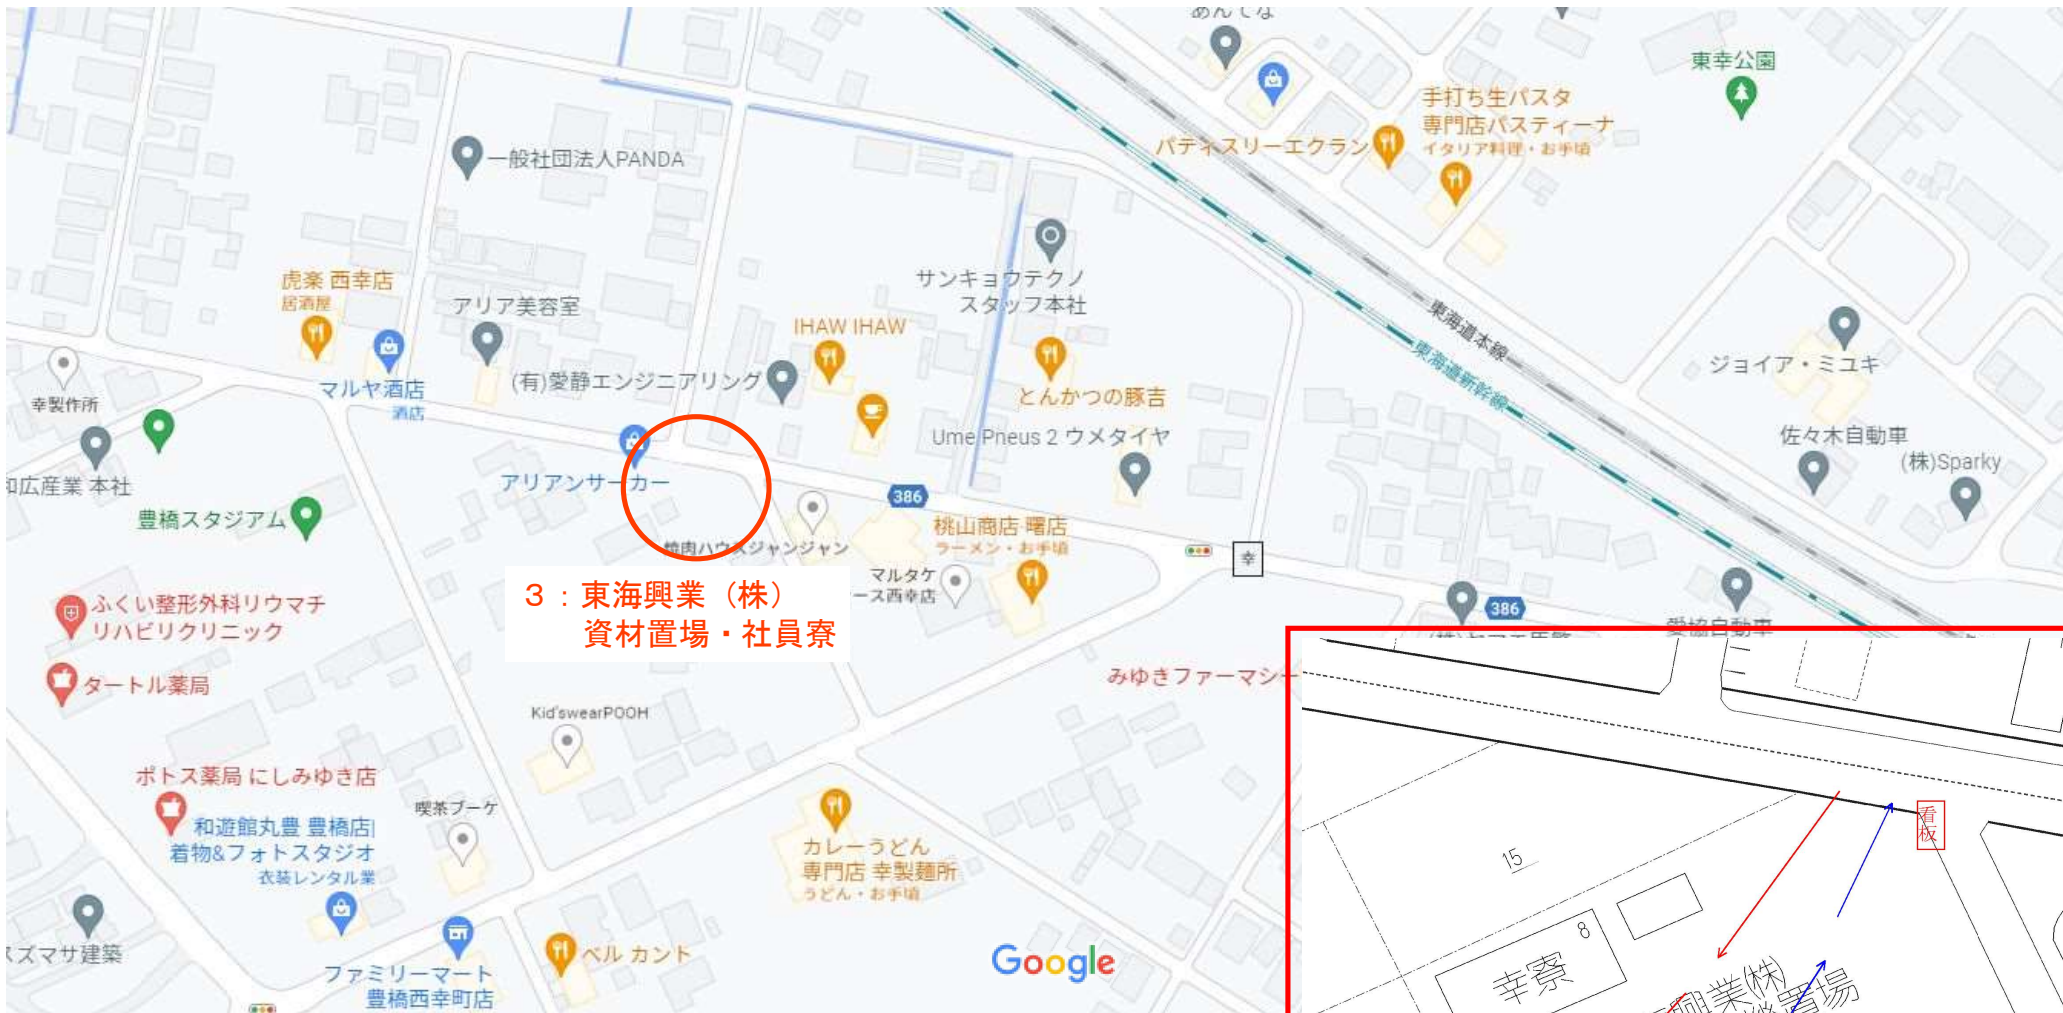 あんてな
東幸公園
手打ち生パスタ
専門店パスティーナ
イタリア料理・お手頃
パティスリーエクラン
一般社団法人PANDA
サンキョウテクノ
スタッフ本社
虎楽 西幸店
居酒屋
アリア美容室
IHAW IHAW
東海道本線
東海道新幹線
ジョイア・ミユキ
マルヤ酒店
酒店
(有)愛静エンジニアリング
とんかつの豚吉
幸製作所
Ume Pneus 2 ウメタイヤ
佐々木自動車
(株)Sparky
和広産業 本社
アリアンサーカー
386
豊橋スタジアム
桃山商店 曙店
ラーメン・お手頃
焼肉ハウスジャンジャン
幸
マルタケ
ース西幸店
386
3：東海興業（株）
資材置場・社員寮
ふくい整形外科リウマチ
リハビリクリニック
愛協自動車
タートル薬局
みゆきファーマシー
Kid'swearPOOH
ポトス薬局 にしみゆき店
喫茶ブーケ
和遊館丸豊 豊橋店|
着物&フォトスタジオ
衣装レンタル業
カレーうどん
専門店 幸製麺所
うどん・お手頃
看板
15
8
幸寮
興業(株)
置場
スズマサ建築
ファミリーマート
豊橋西幸町店
ベル カント
Google